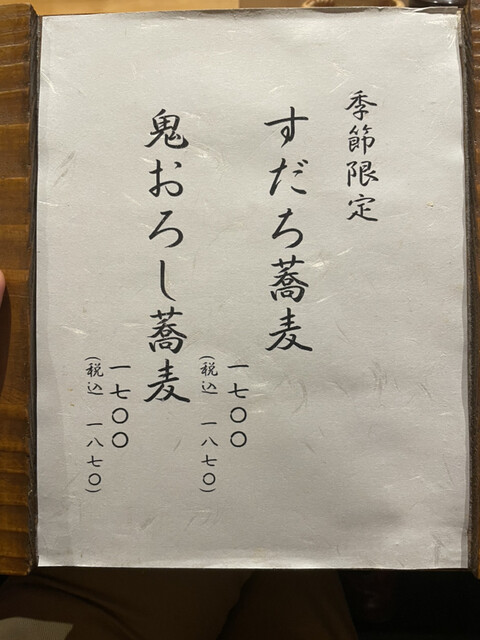 季節限定
すだち蕎麦
一七〇〇
(税込 一八七〇)
鬼おろし蕎麦
一七〇〇
(税込 一八七〇)